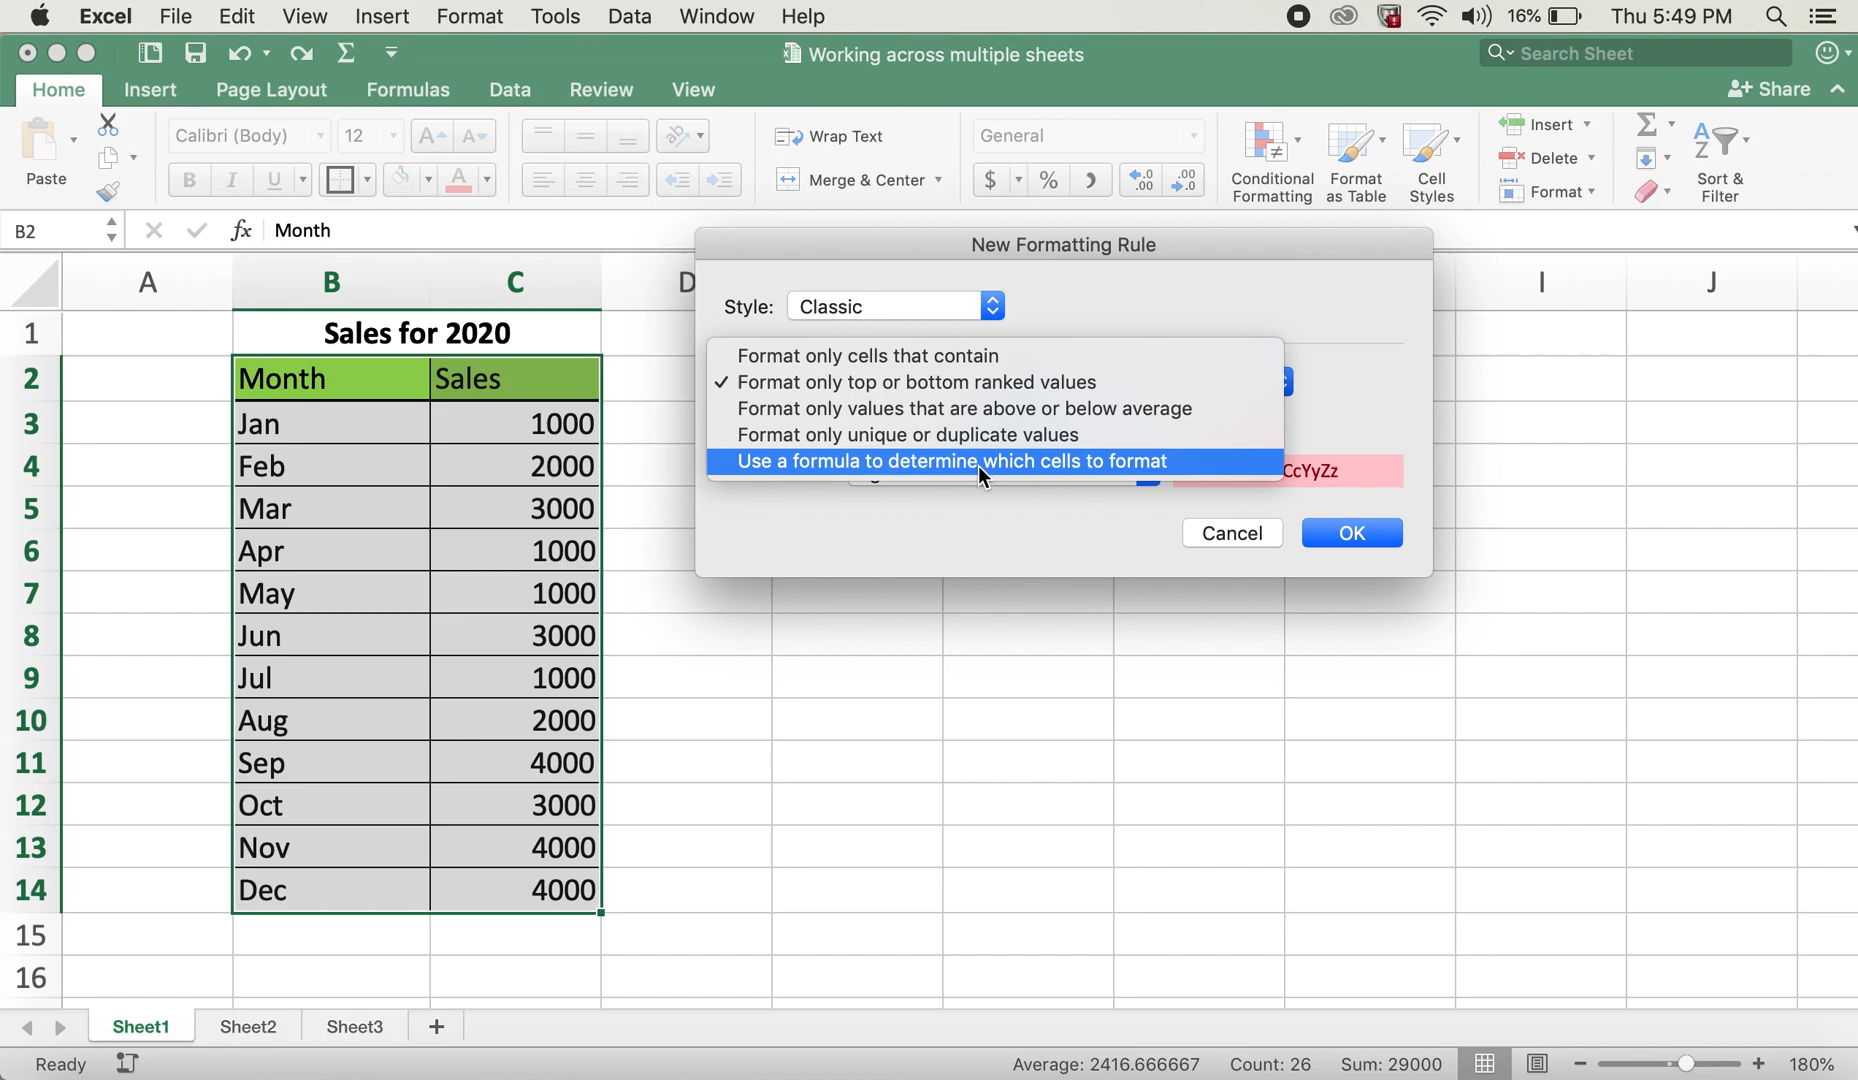 Excel File Edit View Insert Format Tools Data Window Help 16% Thu 5:49 PM
Working across multiple sheets Search Sheet
Home Insert Page Layout Formulas Data Review View Share
Paste Calibri (Body) 12 A A Wrap Text General Conditional Formatting Format as Table Cell Styles Insert Delete Format Sort & Filter
B I U A Merge & Center $ % .00 .00
B2 fx Month
New Formatting Rule
Style: Classic
Format only cells that contain
✓ Format only top or bottom ranked values
Format only values that are above or below average
Format only unique or duplicate values
Use a formula to determine which cells to format
CcYyZz
Cancel OK
A B C D I J
1 Sales for 2020
2 Month Sales
3 Jan 1000
4 Feb 2000
5 Mar 3000
6 Apr 1000
7 May 1000
8 Jun 3000
9 Jul 1000
10 Aug 2000
11 Sep 4000
12 Oct 3000
13 Nov 4000
14 Dec 4000
15
16
Sheet1 Sheet2 Sheet3 +
Ready Average: 2416.666667 Count: 26 Sum: 29000 − + 180%